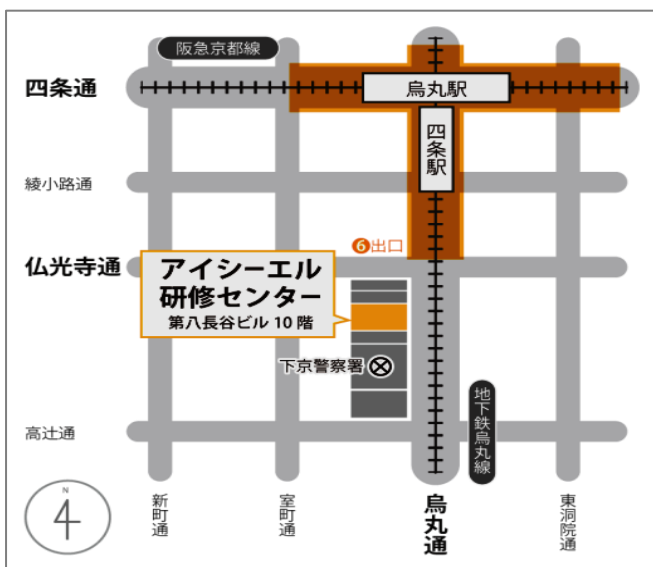 阪急京都線
四条通
烏丸駅
四条駅
綾小路通
6出口
仏光寺通
アイシーエル
研修センター
第八長谷ビル 10 階
下京警察署
地下鉄烏丸線
高辻通
N
新町通
室町通
烏丸通
東洞院通